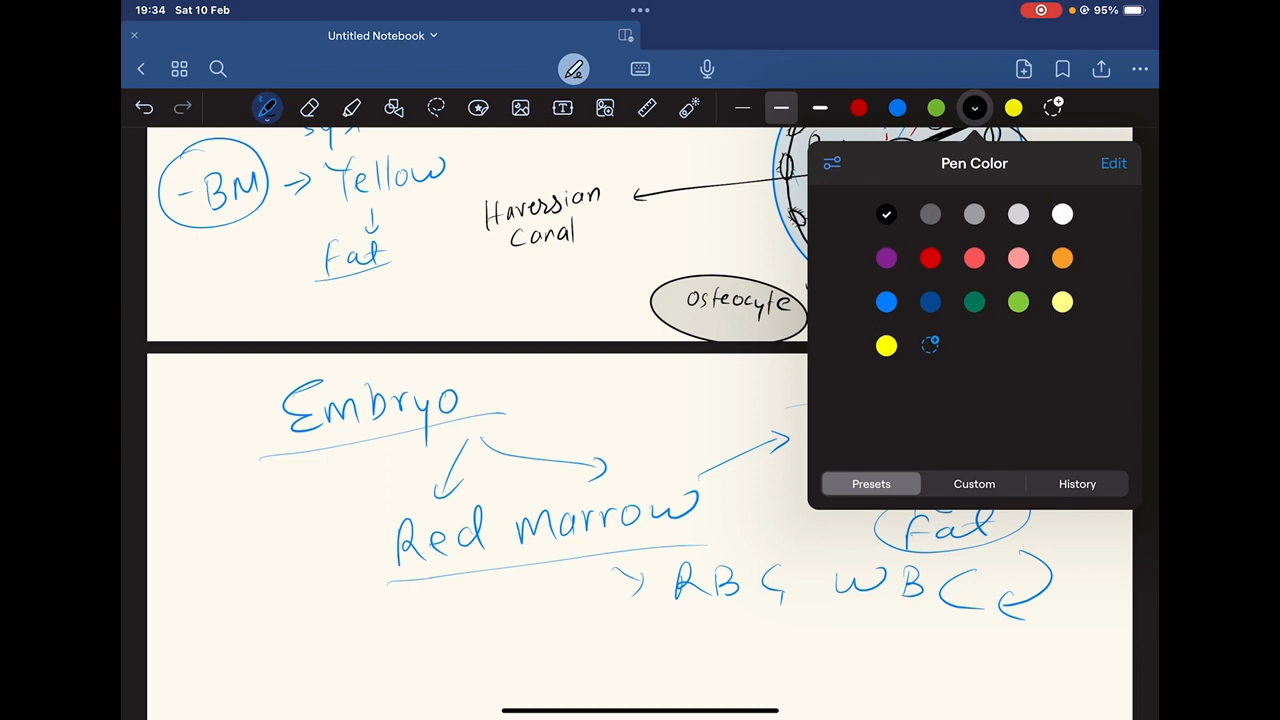 19:34 Sat 10 Feb
95%
Untitled Notebook
Pen Color
Edit
-BM → Yellow
↓
Fat
Haversian
Canal
Osteocyte
Presets
Custom
History
Embryo
Red Marrow
Fat
RBC WBC